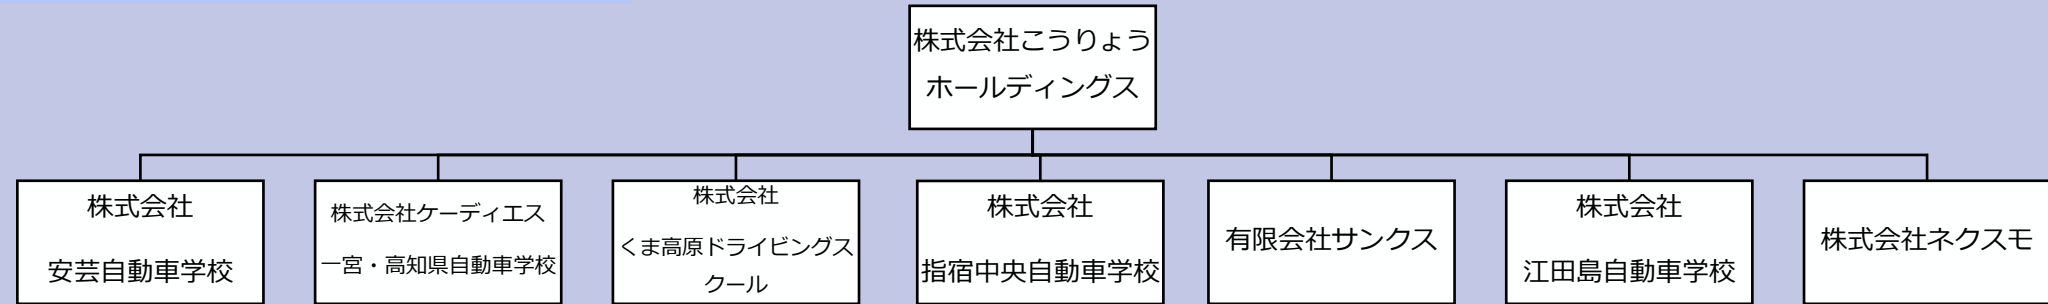 株式会社こうりょう
ホールディングス
株式会社
安芸自動車学校
株式会社ケーディエス
一宮・高知県自動車学校
株式会社
くま高原ドライビングス
クール
株式会社
指宿中央自動車学校
有限会社サンクス
株式会社
江田島自動車学校
株式会社ネクスモ